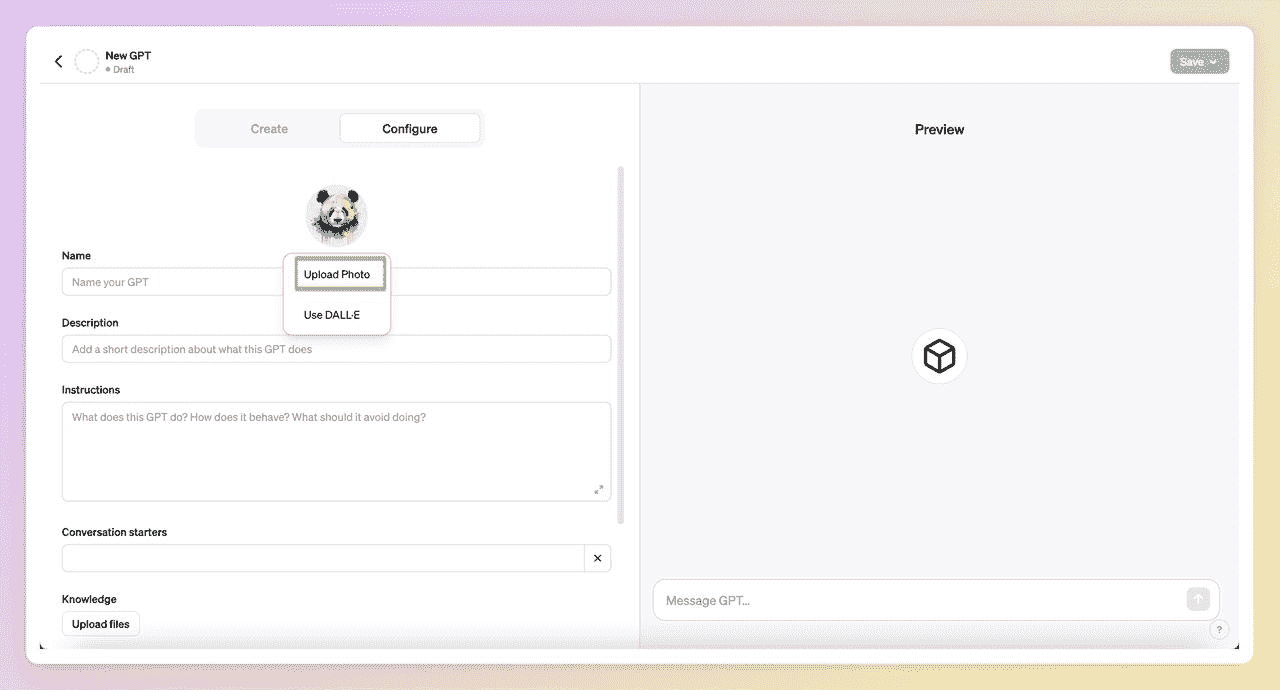 New GPT
Draft
Save
Create
Configure
Preview
Name
Upload Photo
Name your GPT
Use DALL·E
Description
Add a short description about what this GPT does
Instructions
What does this GPT do? How does it behave? What should it avoid doing?
Conversation starters
Knowledge
Message GPT...
Upload files
?